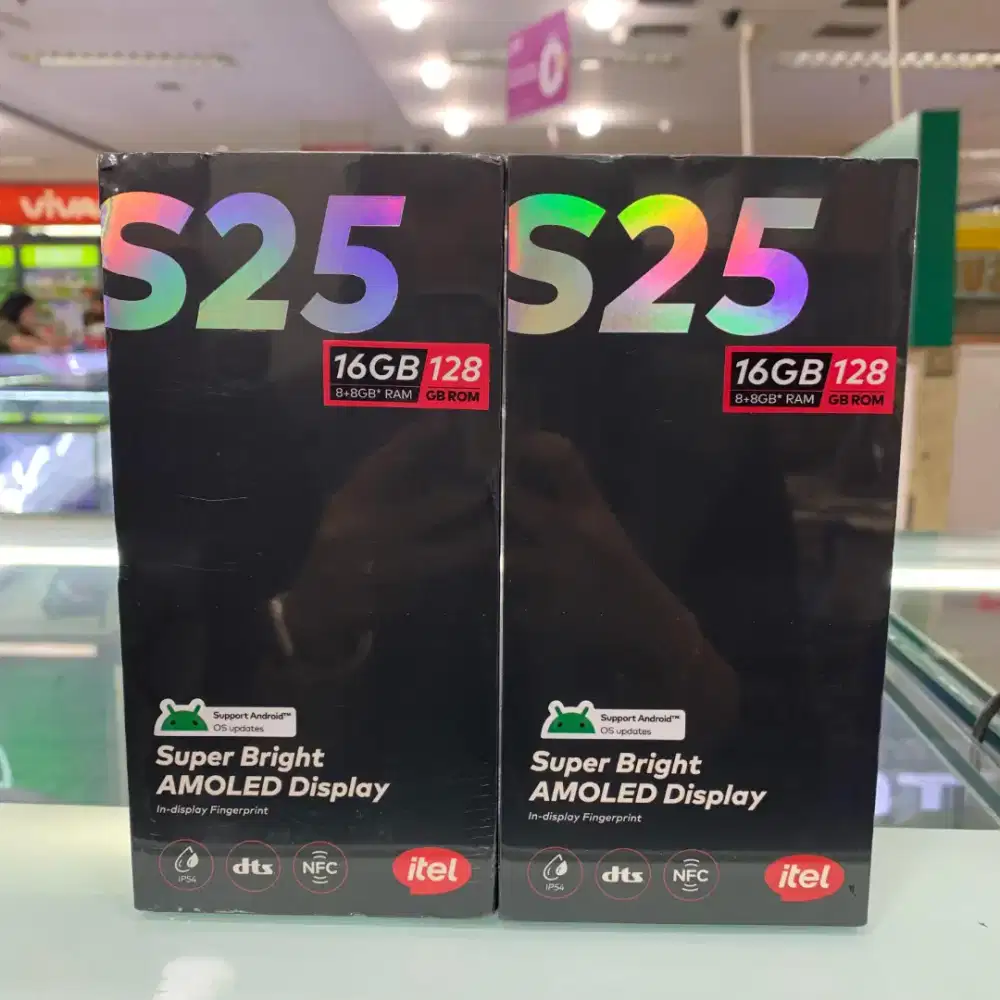 viva
0
S25
16GB 128
8+8GB* RAM GB ROM
Support Android™
OS updates
Super Bright
AMOLED Display
In-display Fingerprint
IP54
dts
NFC
itel
S25
16GB 128
8+8GB* RAM GB ROM
Support Android™
OS updates
Super Bright
AMOLED Display
In-display Fingerprint
IP54
dts
NFC
itel